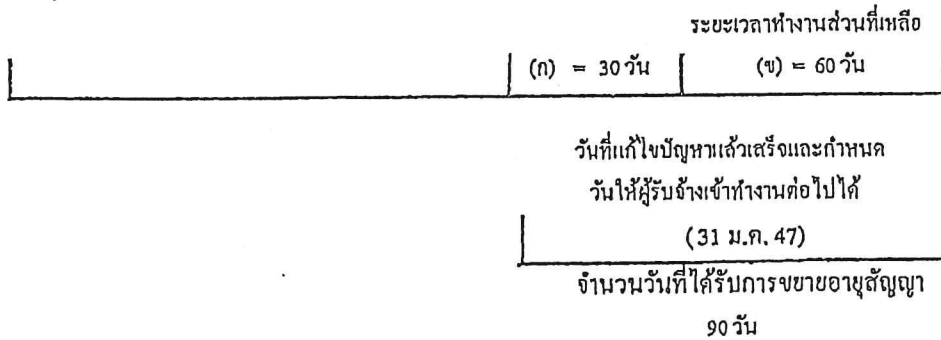 ระยะเวลาทำงานส่วนที่เหลือ
(ก) = 30 วัน (ข) = 60 วัน
วันที่แก้ไขปัญหาแล้วเสร็จและกำหนด
วันให้ผู้รับจ้างเข้าทำงานต่อไปได้
(31 ม.ค. 47)
จำนวนวันที่ได้รับการขยายอายุสัญญา
90 วัน